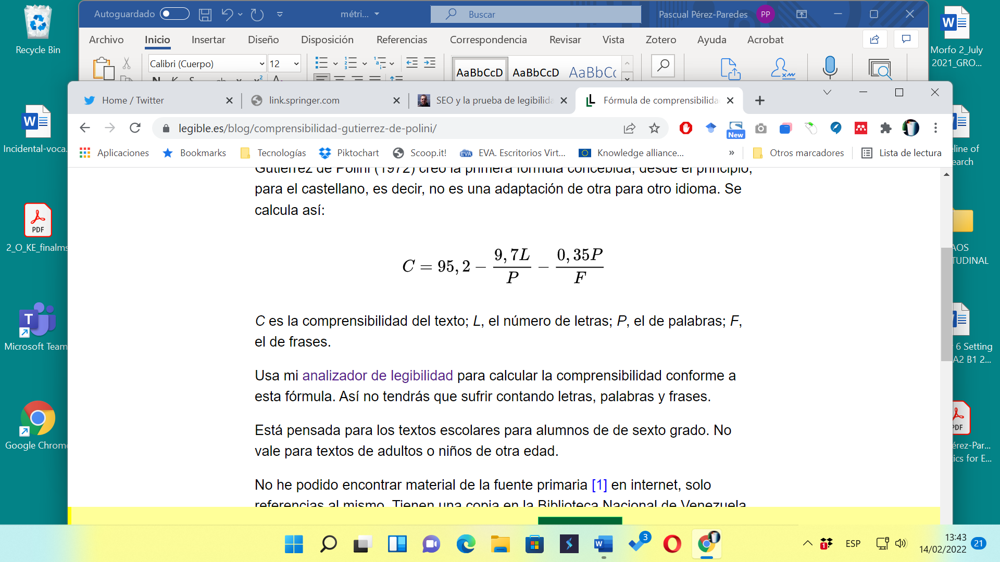 Autoguardado
métri...
Buscar
Pascual Pérez-Paredes
PP
Archivo Inicio Insertar Diseño Disposición Referencias Correspondencia Revisar Vista Zotero Ayuda Acrobat
Calibri (Cuerpo) 12
AaBbCcD AaBbCcD AaBbCc
Home / Twitter
link.springer.com
SEO y la prueba de legibilida
Fórmula de comprensibilida
legible.es/blog/comprensibilidad-gutierrez-de-polini/
New
Aplicaciones Bookmarks Tecnologías Piktochart Scoop.it! EVA. Escritorios Virt... Knowledge alliance... » Otros marcadores Lista de lectura
Gutiérrez de Polini (1972) creó la primera fórmula concebida, desde el principio,
para el castellano, es decir, no es una adaptación de otra para otro idioma. Se
calcula así:
C = 95,2 − 9,7L/P − 0,35P/F
C es la comprensibilidad del texto; L, el número de letras; P, el de palabras; F,
el de frases.
Usa mi analizador de legibilidad para calcular la comprensibilidad conforme a
esta fórmula. Así no tendrás que sufrir contando letras, palabras y frases.
Está pensada para los textos escolares para alumnos de de sexto grado. No
vale para textos de adultos o niños de otra edad.
No he podido encontrar material de la fuente primaria [1] en internet, solo
referencias al mismo. Tienen una copia en la Biblioteca Nacional de Venezuela
Recycle Bin
Incidental-voca.
PDF
2_O_KE_finalms
Microsoft Team
Google Chrom
Morfo 2_July
2021_GRO...
line of
earch
AOS
TUDINAL
6 Setting
A2 B1 2...
PDF
érez-Par...
ics for E...
3
1
ESP
13:43
14/02/2022
21